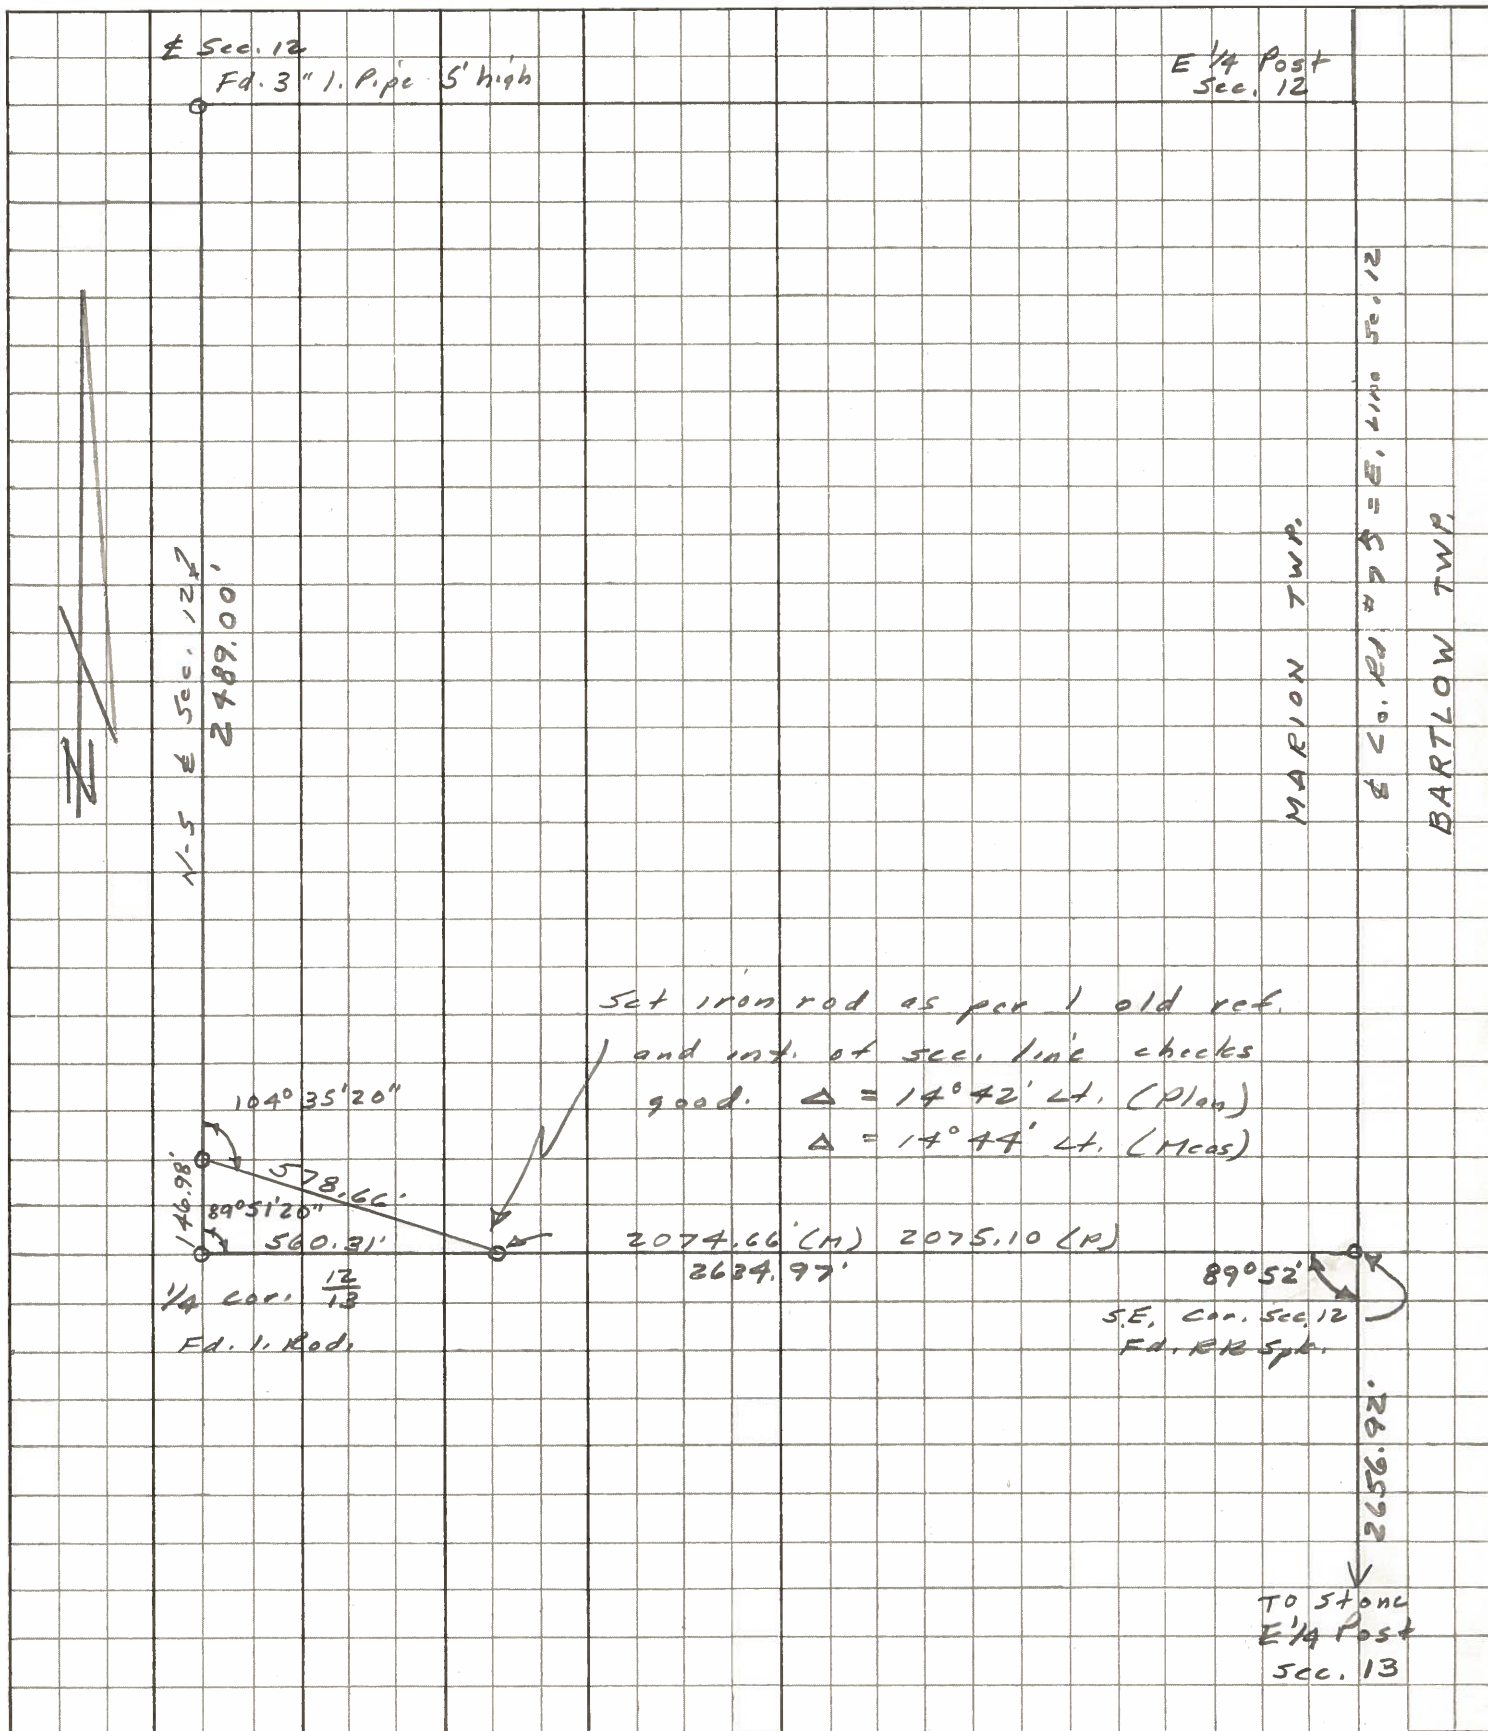 ℄ Sec. 12
Fd. 3" I. Pipe 5' high
E 1/4 Post
Sec. 12
N-S ℄ Sec. 12
2489.00'
N
MARION TWP.
℄ Co. Rd = E. Line Sec. 12
BARTLOW TWP.
Set iron rod as per 1 old ref.
and int. of sec. line checks
good. Δ = 14° 42' Lt. (Plan)
Δ = 14° 44' Lt. (Meas)
104° 35' 20"
146.98'
578.66'
89° 51' 20"
560.31'
2074.66' (M) 2075.10 (P)
2634.97'
1/4 cor. 12/13
Fd. I. Rod.
89° 52'
S.E. Cor. Sec. 12
Fd. RR Spk.
2656.92'
To Stone
E 1/4 Post
Sec. 13